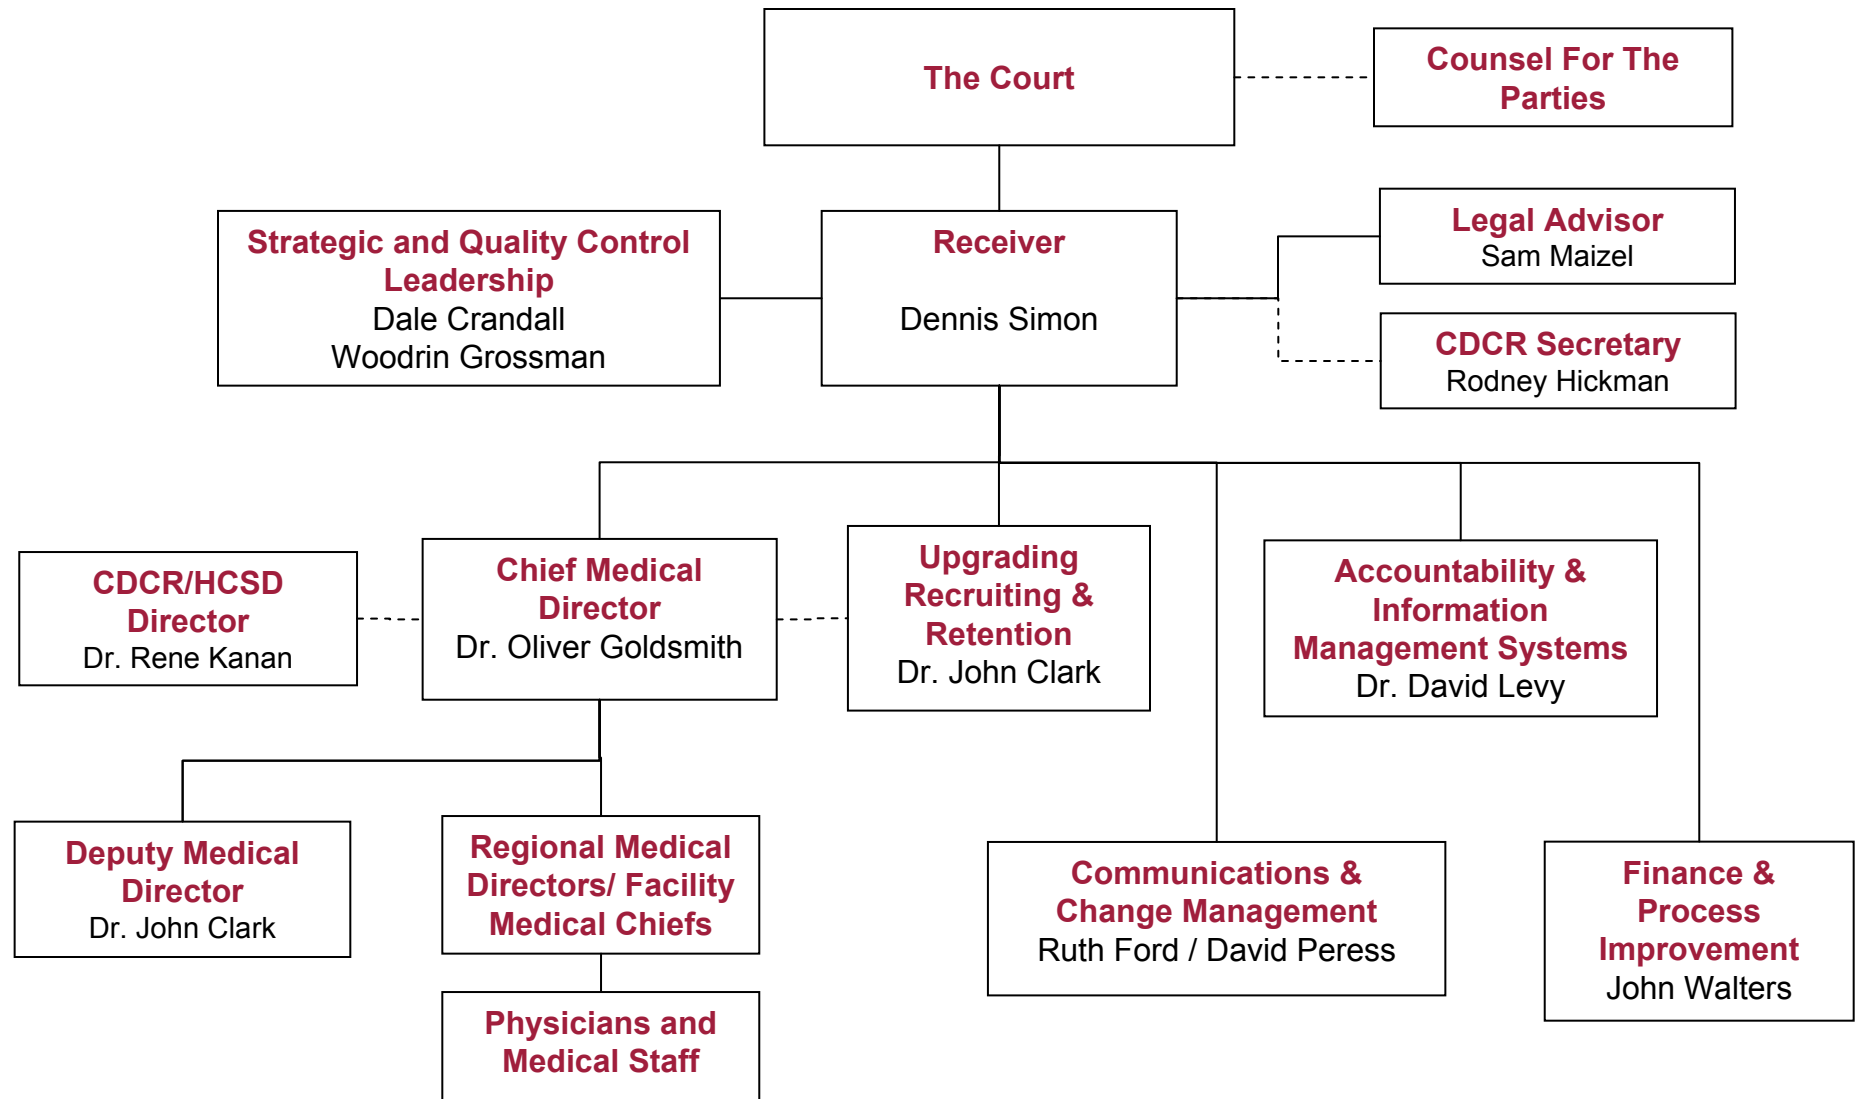 The Court
Counsel For The
Parties
Strategic and Quality Control
Leadership
Dale Crandall
Woodrin Grossman
Receiver
Dennis Simon
Legal Advisor
Sam Maizel
CDCR Secretary
Rodney Hickman
CDCR/HCSD
Director
Dr. Rene Kanan
Chief Medical
Director
Dr. Oliver Goldsmith
Upgrading
Recruiting &
Retention
Dr. John Clark
Accountability &
Information
Management Systems
Dr. David Levy
Deputy Medical
Director
Dr. John Clark
Regional Medical
Directors/ Facility
Medical Chiefs
Communications &
Change Management
Ruth Ford / David Peress
Finance &
Process
Improvement
John Walters
Physicians and
Medical Staff